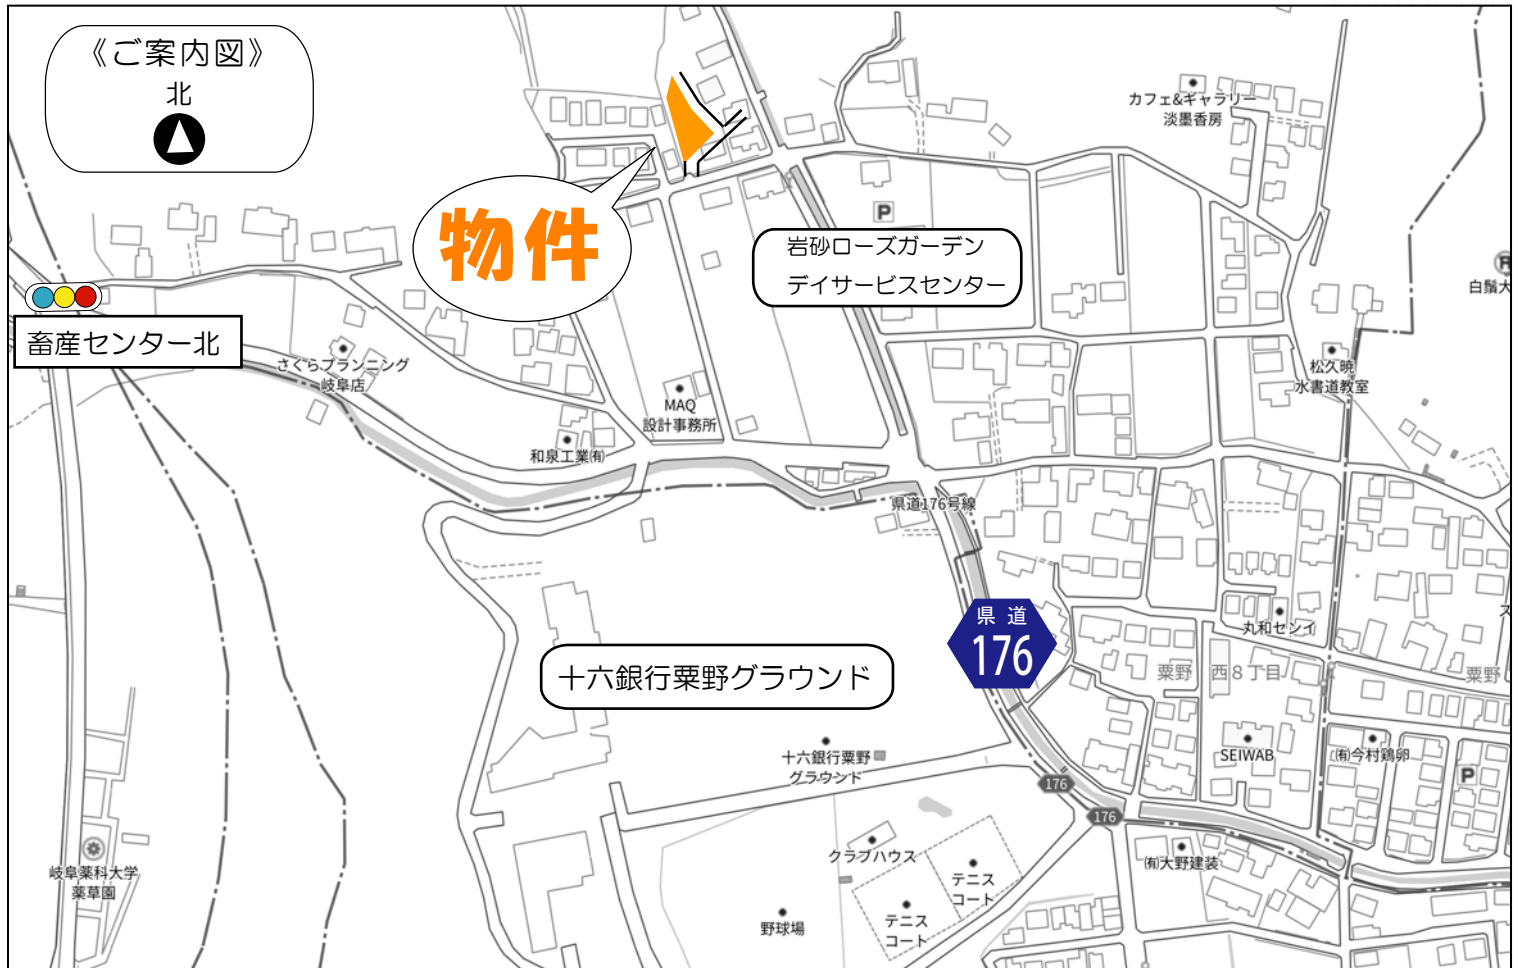 《ご案内図》
北
カフェ&ギャラリー
淡墨香房
物件
P
岩砂ローズガーデン
デイサービスセンター
白鬚大
畜産センター北
さくらプランニング
岐阜店
MAQ
設計事務所
和泉工業㈲
松久暁
水書道教室
県道176号線
県道
176
丸和センイ
十六銀行粟野グラウンド
粟野
西8丁目
粟野
ス
十六銀行粟野
グラウンド
SEIWAB
㈲今村鶏卵
P
176
176
クラブハウス
テニス
コート
㈲大野建装
岐阜薬科大学
薬草園
野球場
テニス
コート